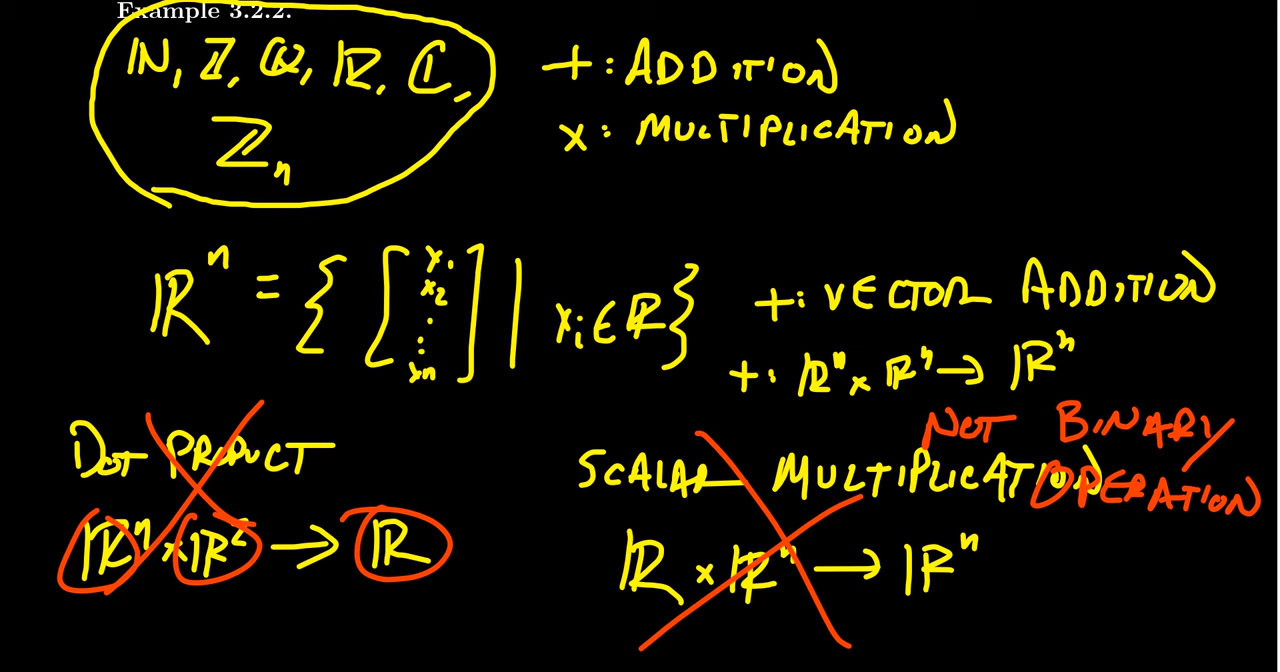 Example 3.2.2.
ℕ, ℤ, ℚ, ℝ, ℂ,
ℤₙ
+: ADDITION
x: MULTIPLICATION
ℝⁿ = { [ x₁ x₂ ⋮ xₙ ] | xᵢ ∈ ℝ }
+: VECTOR ADDITION
+: ℝⁿ × ℝⁿ → ℝⁿ
NOT BINARY
OPERATION
DOT PRODUCT
ℝⁿ × ℝ² → ℝ
SCALAR MULTIPLICATION
ℝ × ℝⁿ → ℝⁿ